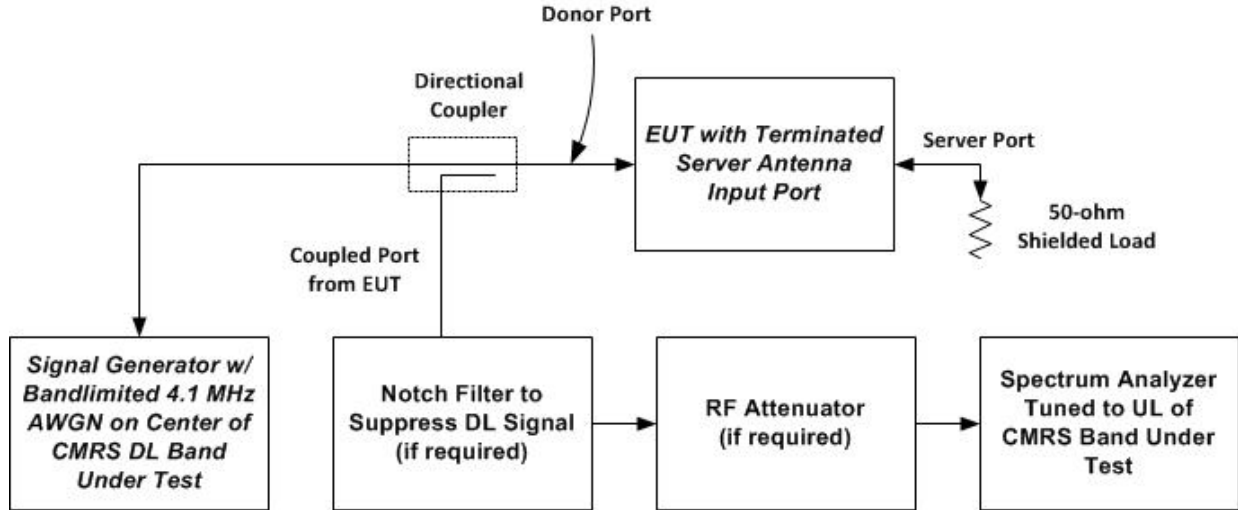 Donor Port
Directional
Coupler
EUT with Terminated
Server Antenna
Input Port
Server Port
50-ohm
Shielded Load
Coupled Port
from EUT
Signal Generator w/
Bandlimited 4.1 MHz
AWGN on Center of
CMRS DL Band
Under Test
Notch Filter to
Suppress DL Signal
(if required)
RF Attenuator
(if required)
Spectrum Analyzer
Tuned to UL of
CMRS Band Under
Test